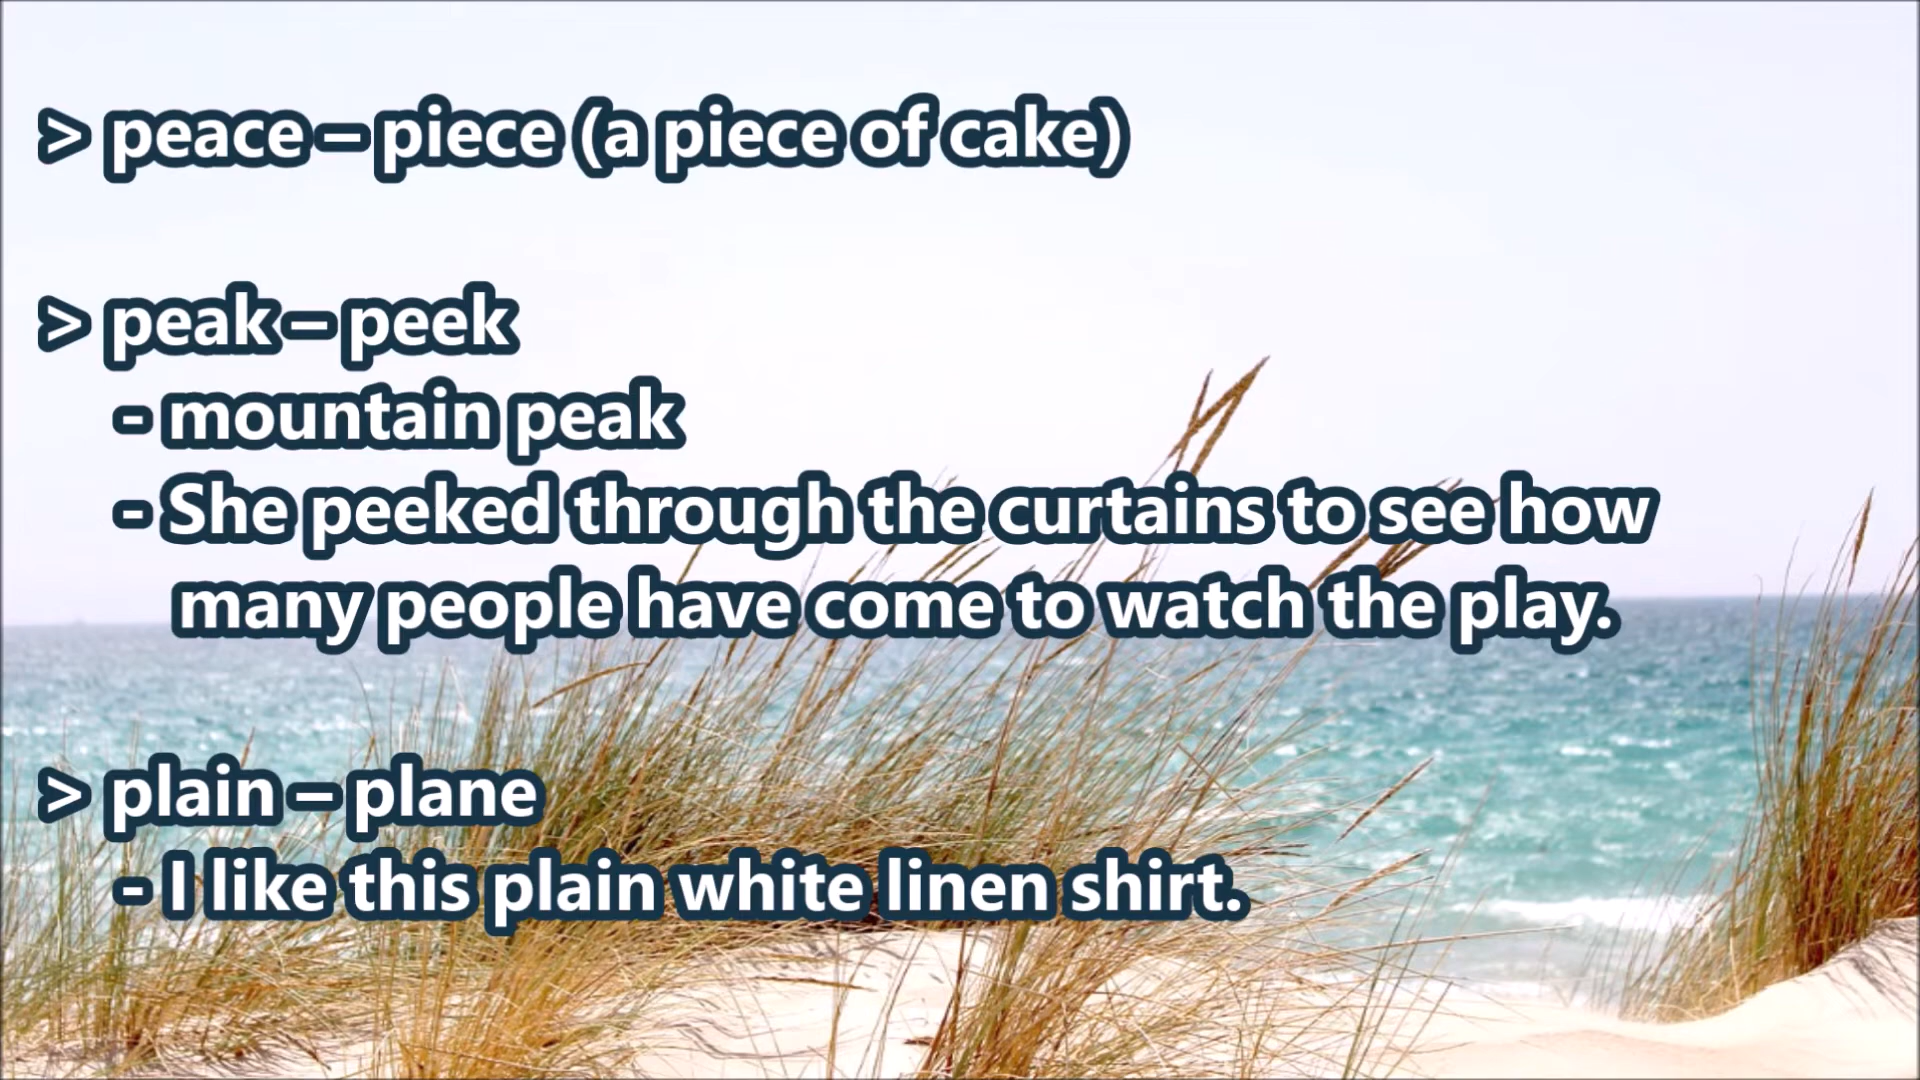 > peace – piece (a piece of cake)
> peak – peek
- mountain peak
- She peeked through the curtains to see how
many people have come to watch the play.
> plain – plane
- I like this plain white linen shirt.